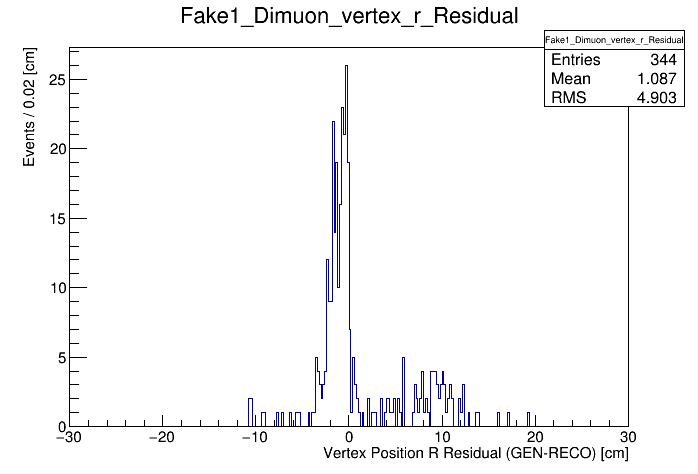 Fake1_Dimuon_vertex_r_Residual
Fake1_Dimuon_vertex_r_Residual
Entries 344
Mean 1.087
RMS 4.903
Events / 0.02 [cm]
25
20
15
10
5
0
−30 −20 −10 0 10 20 30
Vertex Position R Residual (GEN-RECO) [cm]